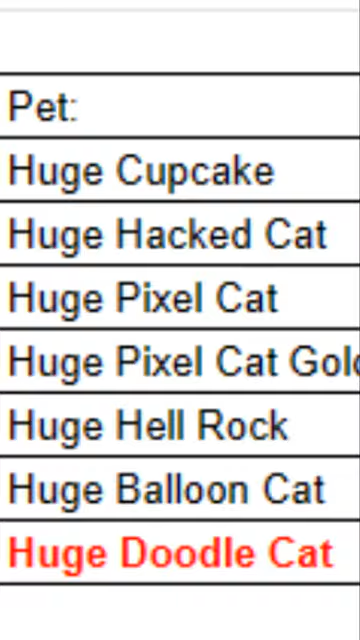 Pet:
Huge Cupcake
Huge Hacked Cat
Huge Pixel Cat
Huge Pixel Cat
Huge Hell Rock
Huge Balloon Cat
Huge Doodle Cat